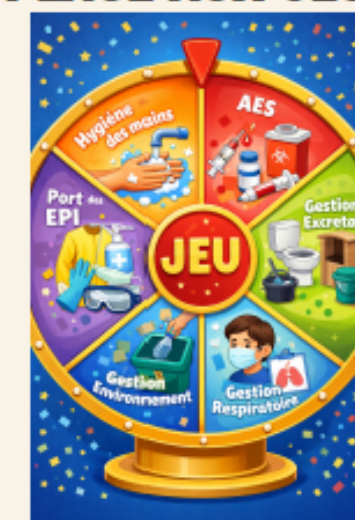 Hygiène
des mains
AES
Port des
EPI
Gestion
JEU
Gestion
Environnement
Gestion
Respiratoire